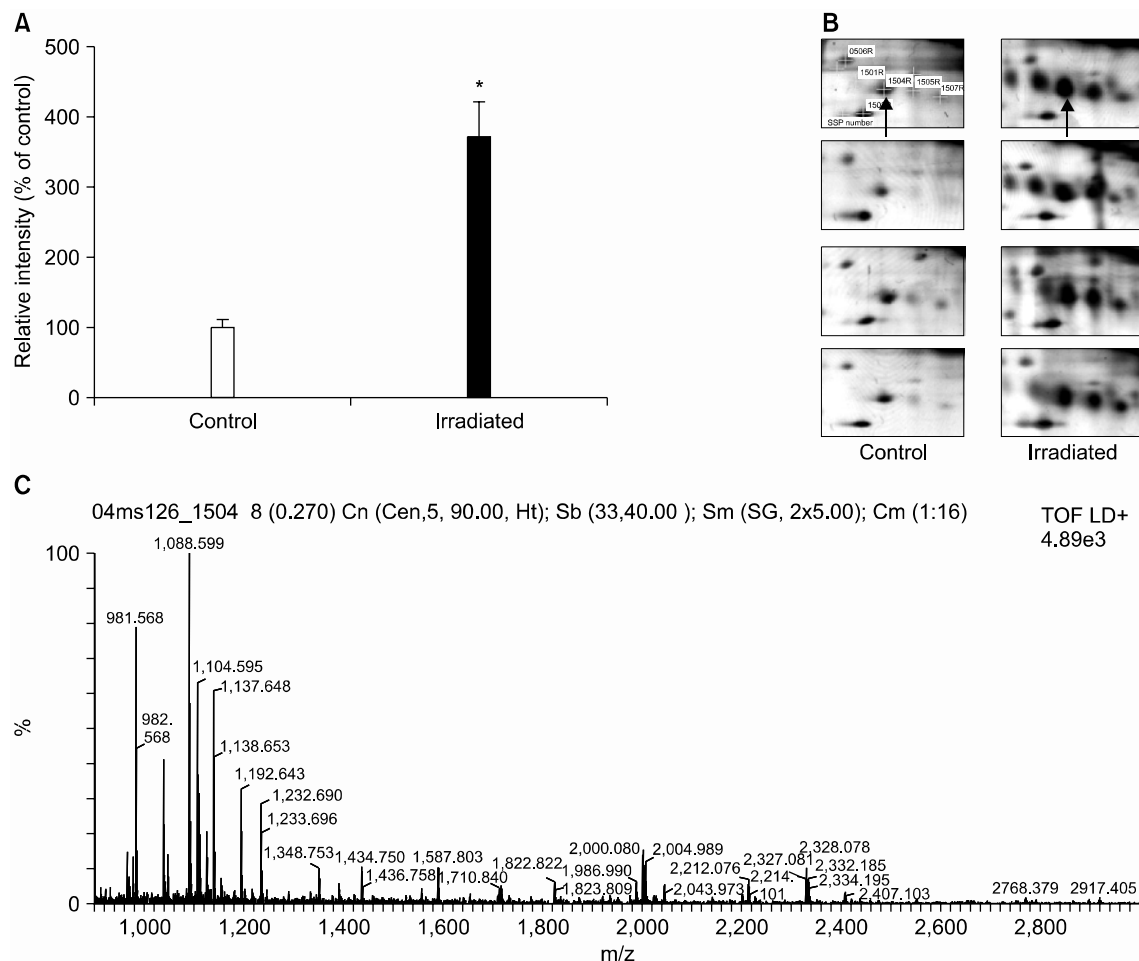 A
Relative intensity (% of control)
500
400
300
200
100
0
*
Control
Irradiated
B
0506R
1501R
1504R
1505R
1507R
SSP number
Control
Irradiated
C
04ms126_1504 8 (0.270) Cn (Cen,5, 90.00, Ht); Sb (33,40.00 ); Sm (SG, 2x5.00); Cm (1:16)
TOF LD+
4.89e3
100
%
0
1,088.599
981.568
982.
568
1,104.595
1,137.648
1,138.653
1,192.643
1,232.690
1,233.696
1,348.753
1,434.750
1,436.758
1,587.803
1,710.840
1,822.822
1,823.809
1,986.990
2,000.080
2,004.989
2,043.973
2,212.076
2,214
101
2,327.081
2,328.078
2,332.185
2,334.195
2,407.103
2768.379
2917.405
1,000
1,200
1,400
1,600
1,800
2,000
2,200
2,400
2,600
2,800
m/z